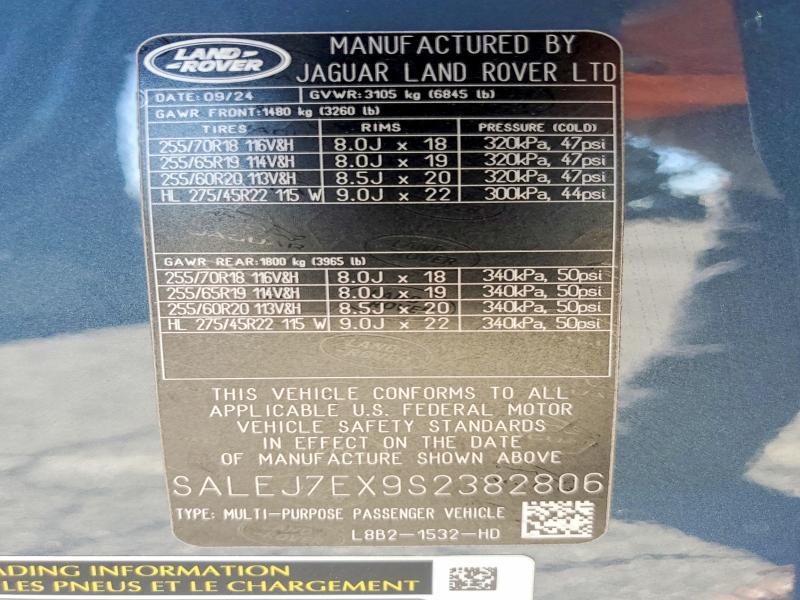 LAND ROVER
MANUFACTURED BY
JAGUAR LAND ROVER LTD
DATE: 09/24 GVWR: 3105 kg (6845 lb)
GAWR FRONT: 1480 kg (3260 lb)
TIRES RIMS PRESSURE (COLD)
255/70R18 116V&H 8.0J x 18 320kPa, 47psi
255/65R19 114V&H 8.0J x 19 320kPa, 47psi
255/60R20 113V&H 8.5J x 20 320kPa, 47psi
HL 275/45R22 115 W 9.0J x 22 300kPa, 44psi
GAWR REAR: 1800 kg (3965 lb)
255/70R18 116V&H 8.0J x 18 340kPa, 50psi
255/65R19 114V&H 8.0J x 19 340kPa, 50psi
255/60R20 113V&H 8.5J x 20 340kPa, 50psi
HL 275/45R22 115 W 9.0J x 22 340kPa, 50psi
THIS VEHICLE CONFORMS TO ALL
APPLICABLE U.S. FEDERAL MOTOR
VEHICLE SAFETY STANDARDS
IN EFFECT ON THE DATE
OF MANUFACTURE SHOWN ABOVE
SALEJ7EX9S2382806
TYPE: MULTI-PURPOSE PASSENGER VEHICLE
L8B2-1532-HD
ADING INFORMATION
LES PNEUS ET LE CHARGEMENT